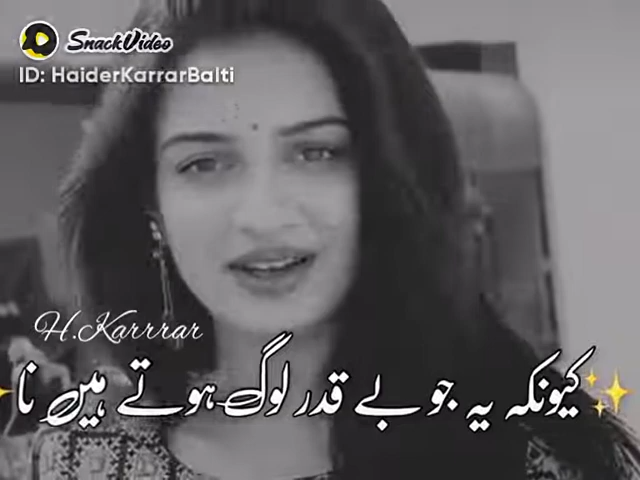 SnackVideo
ID: HaiderKarrarBalti
H.Karrrar
کیونکہ یہ جو بے قدر لوگ ہوتے ہیں نا